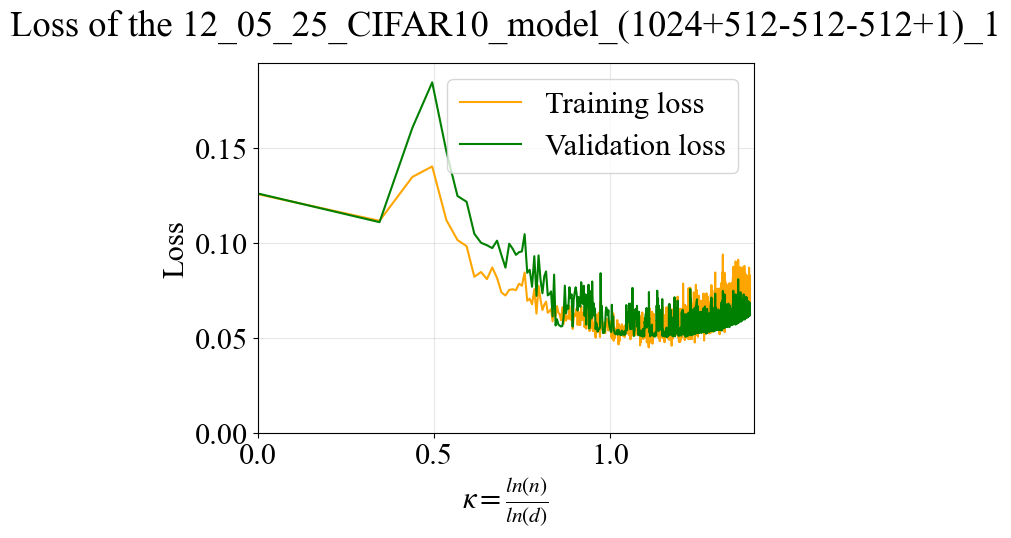 Loss of the 12_05_25_CIFAR10_model_(1024+512-512-512+1)_1
Training loss
Validation loss
0.15
0.10
0.05
0.00
Loss
0.0 0.5 1.0
κ = ln(n)/ln(d)